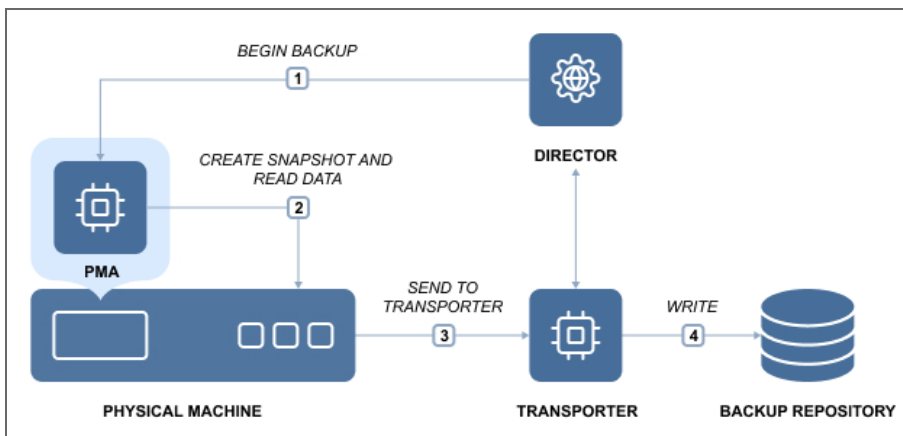 BEGIN BACKUP
1
DIRECTOR
CREATE SNAPSHOT AND
READ DATA
2
PMA
SEND TO
TRANSPORTER
3
WRITE
4
PHYSICAL MACHINE
TRANSPORTER
BACKUP REPOSITORY